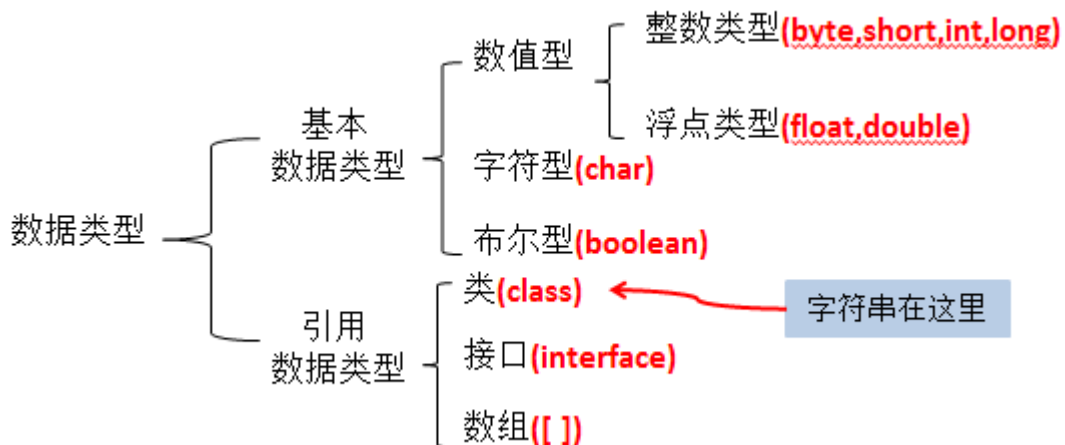 整数类型(byte,short,int,long)
数值型
浮点类型(float,double)
基本
数据类型
字符型(char)
数据类型
布尔型(boolean)
类(class)
字符串在这里
引用
数据类型
接口(interface)
数组([ ])